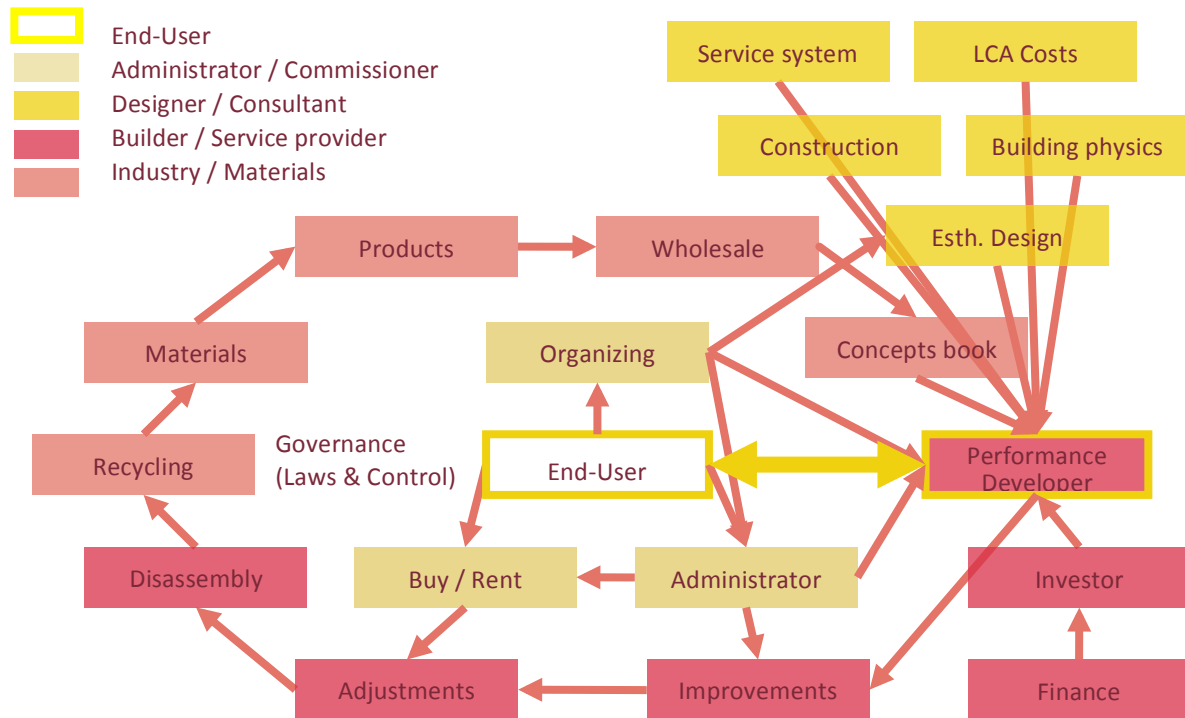 End-User
Administrator / Commissioner
Designer / Consultant
Builder / Service provider
Industry / Materials
Service system
LCA Costs
Construction
Building physics
Esth. Design
Products
Wholesale
Materials
Organizing
Concepts book
Recycling
Governance
(Laws & Control)
End-User
Performance
Developer
Disassembly
Buy / Rent
Administrator
Investor
Adjustments
Improvements
Finance